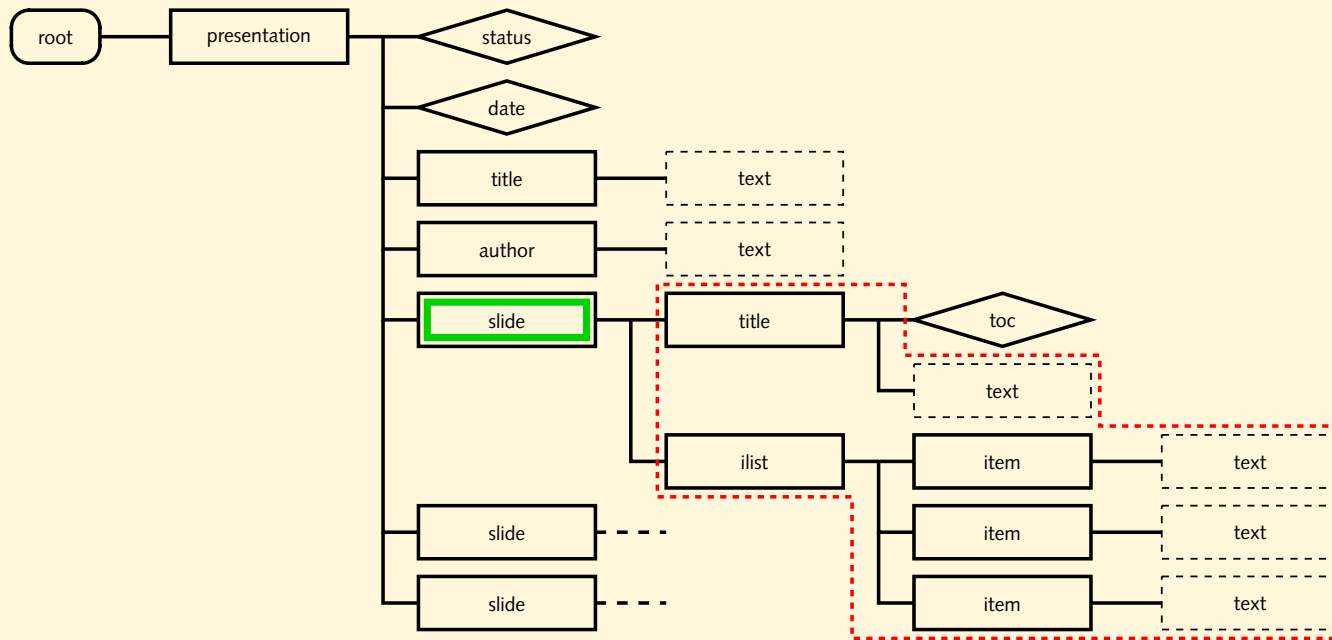 root presentation status
date
title text
author text
slide title toc
text
ilist item text
slide item text
slide item text